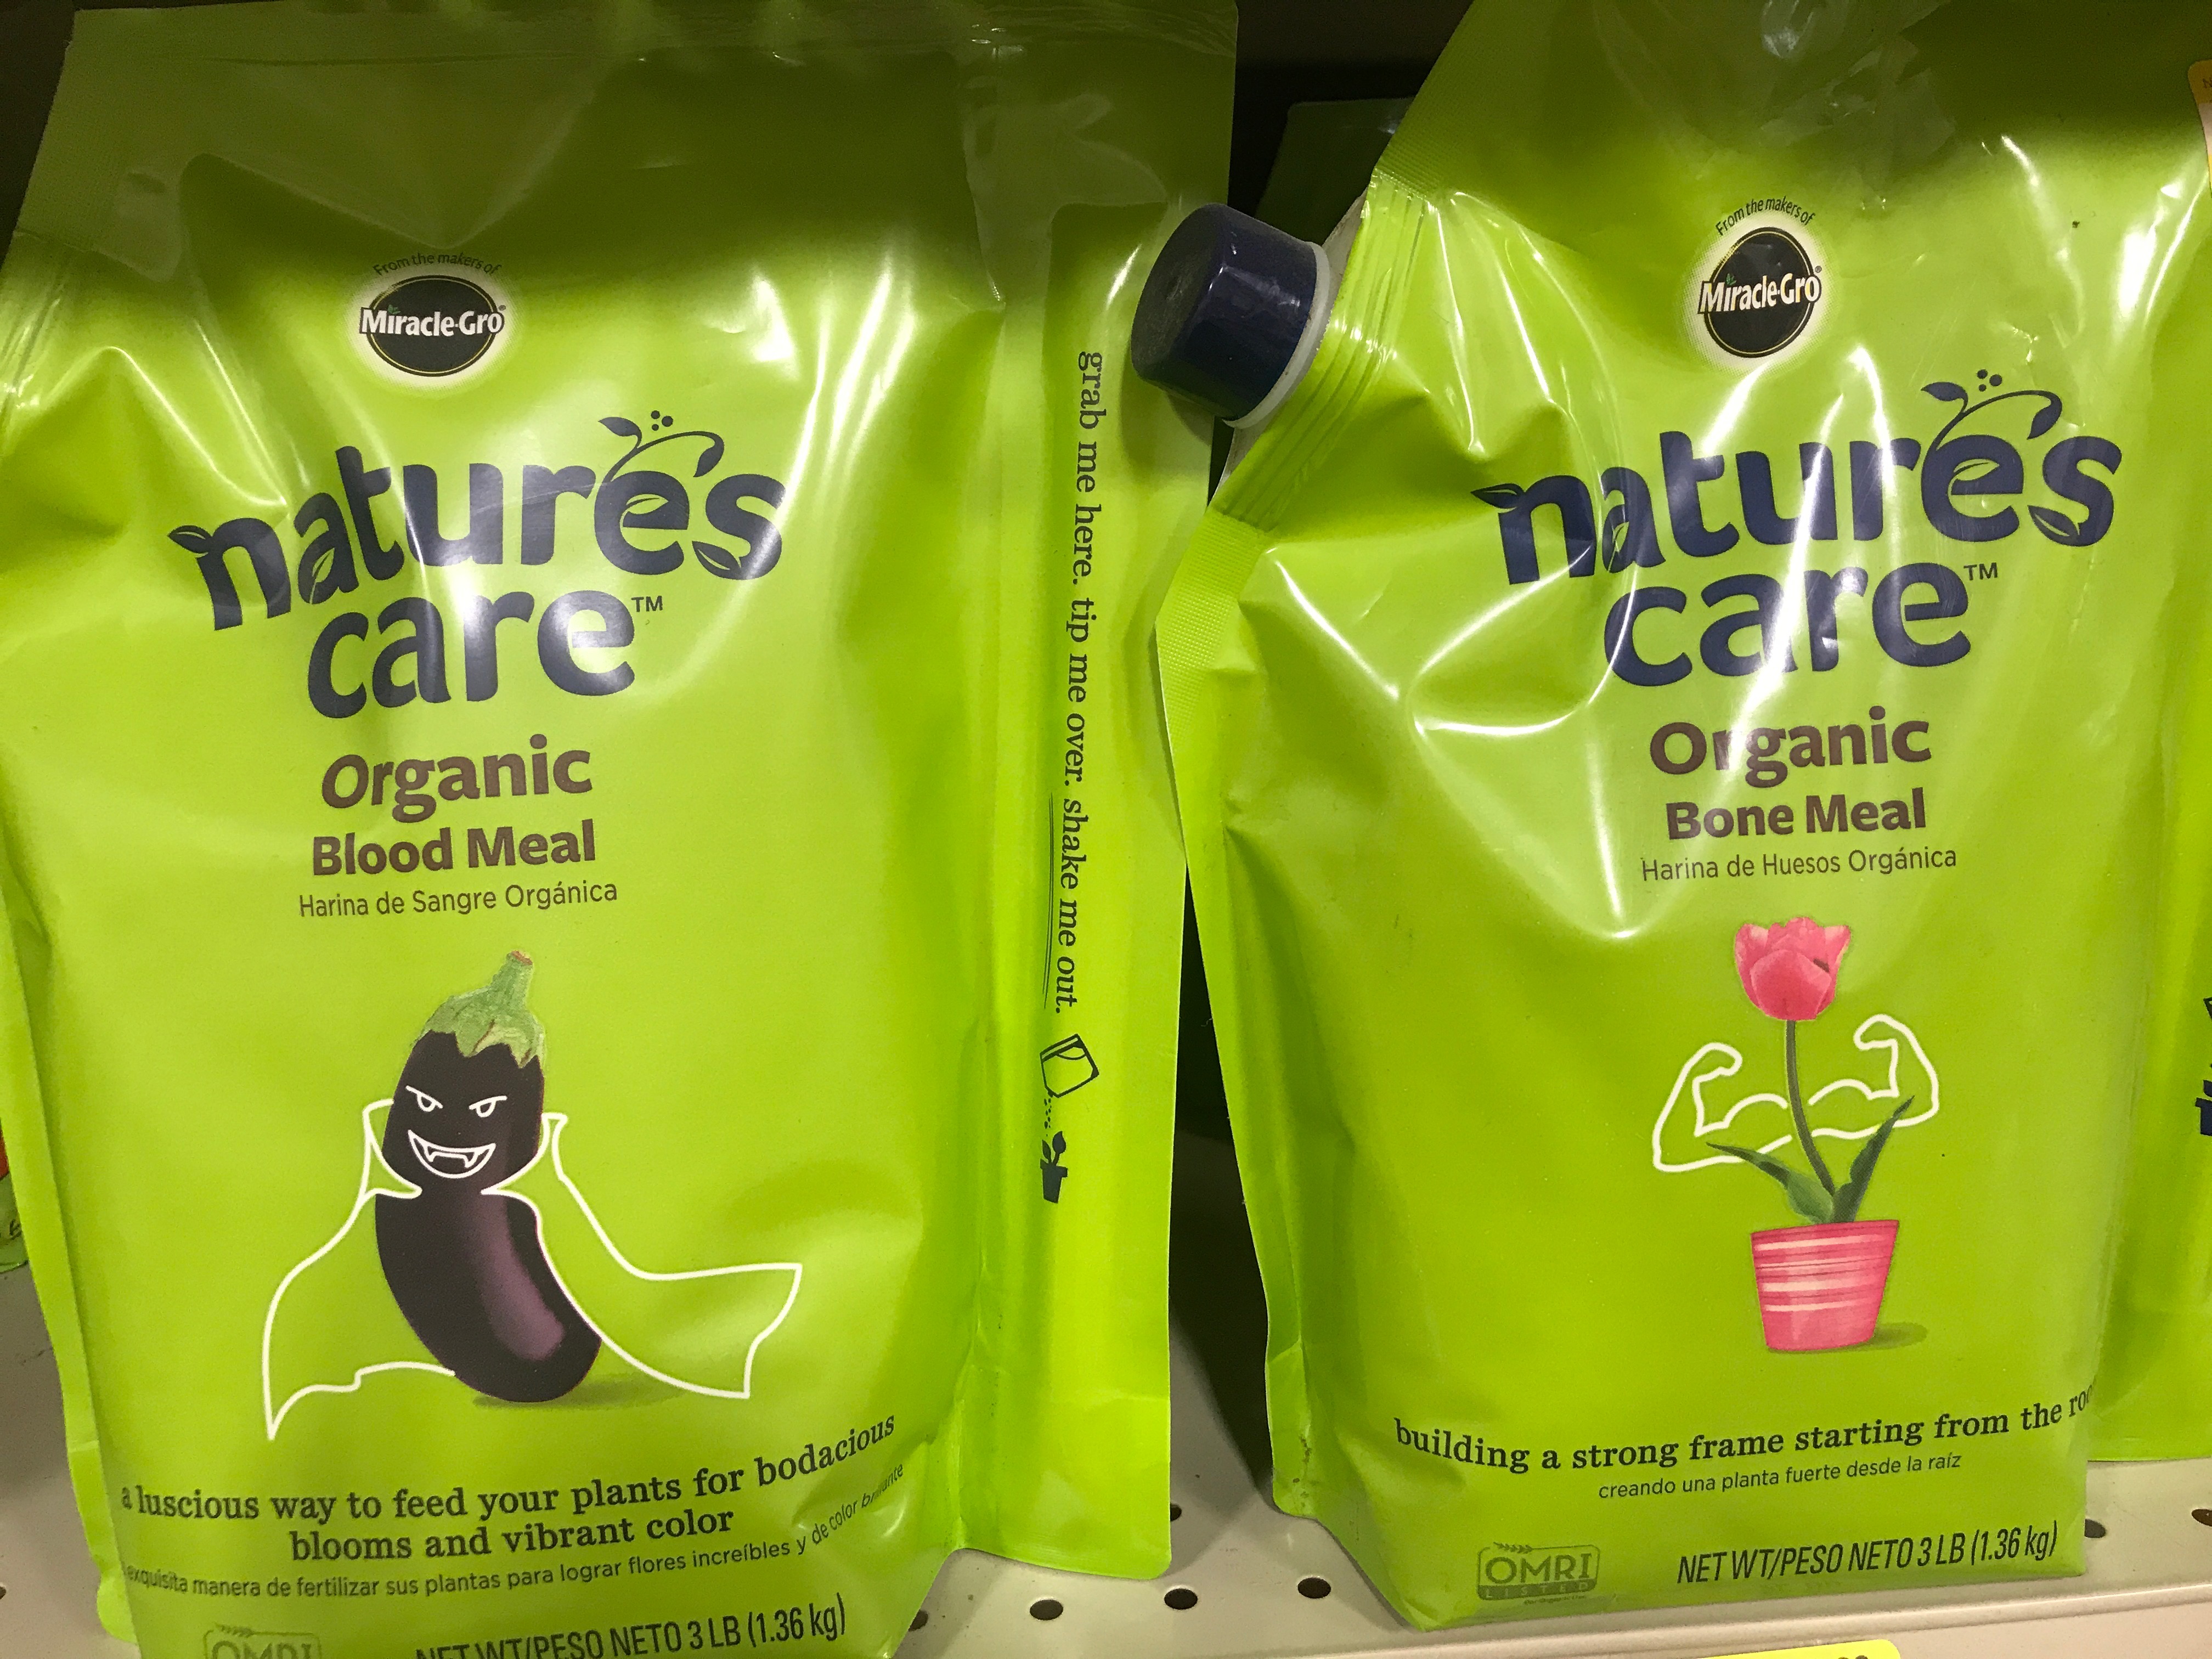 From the makers of
Miracle-Gro®
nature's
care™
Organic
Blood Meal
Harina de Sangre Orgánica
a luscious way to feed your plants for bodacious
blooms and vibrant color
exquisita manera de fertilizar sus plantas para lograr flores increíbles y de color brillante
OMRI
NET WT/PESO NETO 3 LB (1.36 kg)
grab me here. tip me over. shake me out.
From the makers of
Miracle-Gro®
nature's
care™
Organic
Bone Meal
Harina de Huesos Orgánica
building a strong frame starting from the
creando una planta fuerte desde la raíz
OMRI
LISTED
NET WT/PESO NETO 3 LB (1.36 kg)